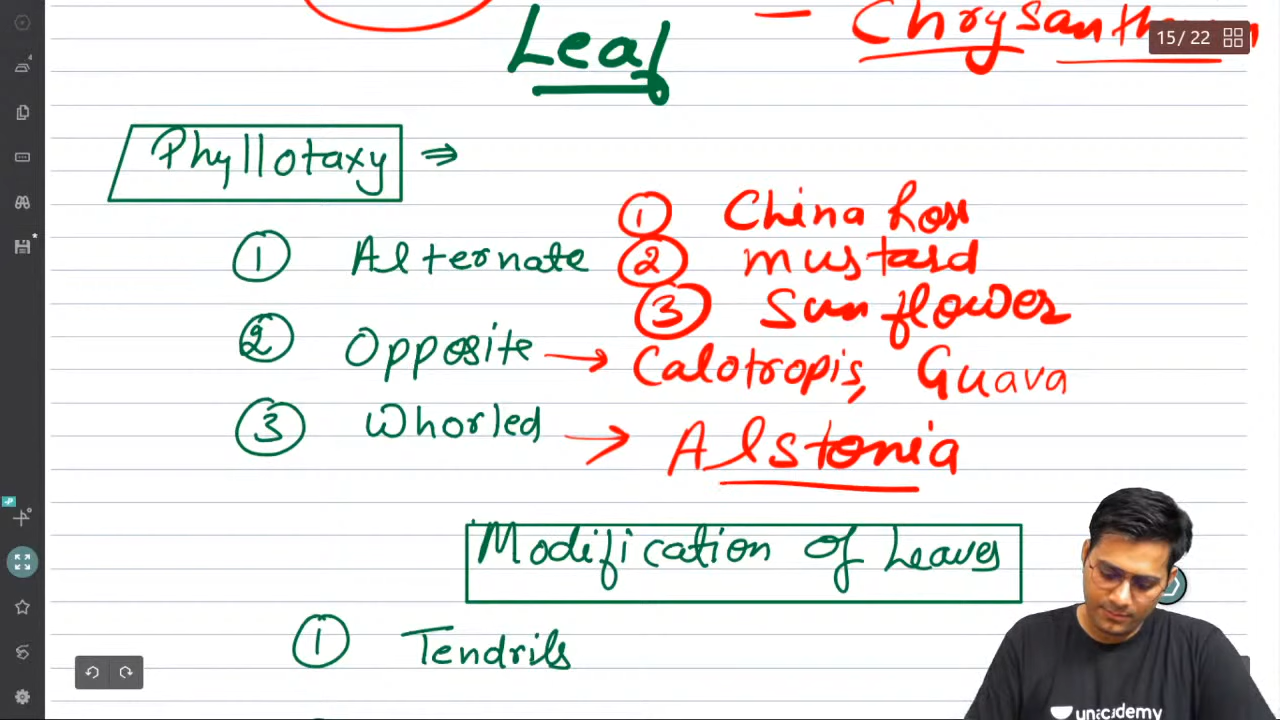 Chrysanthemum
15/22
Leaf
Phyllotaxy ⇒
① Alternate ① China Rose
② mustard
③ Sunflower
② Opposite → Calotropis, Guava
③ Whorled → Alstonia
Modification of Leaves
① Tendrils
unacademy